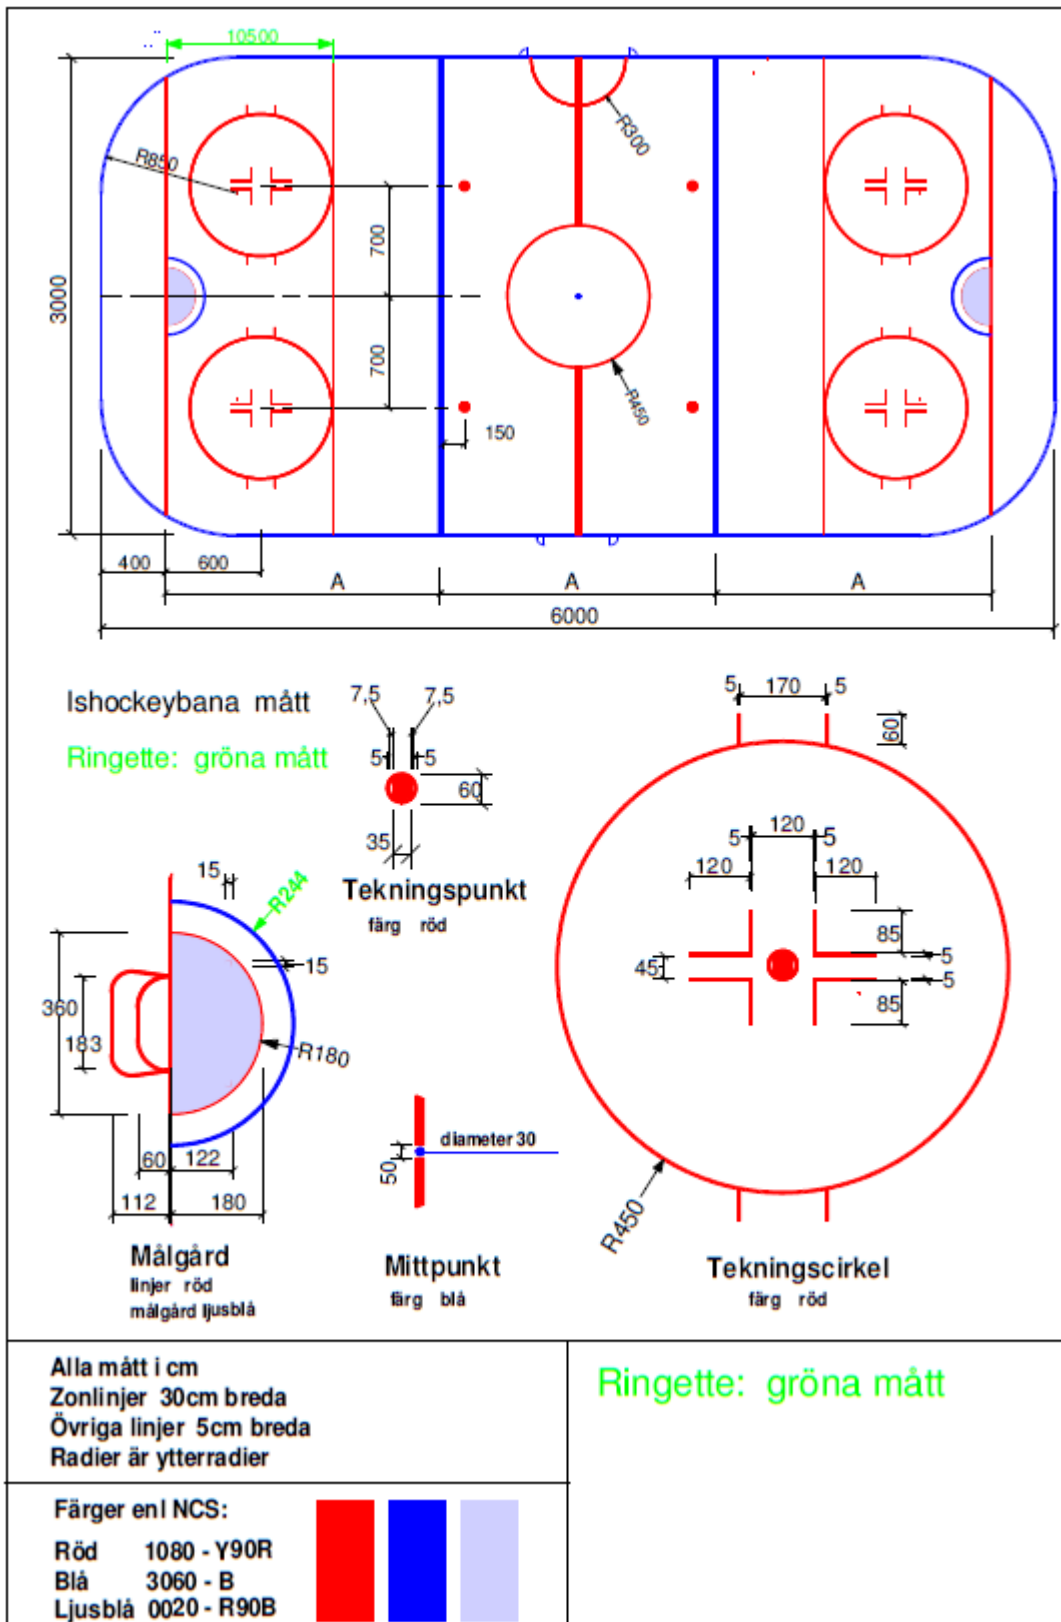 10500
R850
R300
3000
700
700
R450
150
400
600
A
A
A
6000
Ishockeybana mått
Ringette: gröna mått
7,5
7,5
5
5
60
35
Tekningspunkt
färg röd
5
170
5
60
5
120
5
120
120
85
45
5
5
85
R450
Tekningscirkel
färg röd
15
R244
15
360
183
R180
60
122
112
180
Målgård
linjer röd
målgård ljusblå
diameter 30
50
Mittpunkt
färg blå
Alla mått i cm
Zonlinjer 30cm breda
Övriga linjer 5cm breda
Radier är ytterradier
Ringette: gröna mått
Färger enl NCS:
Röd 1080 - Y90R
Blå 3060 - B
Ljusblå 0020 - R90B